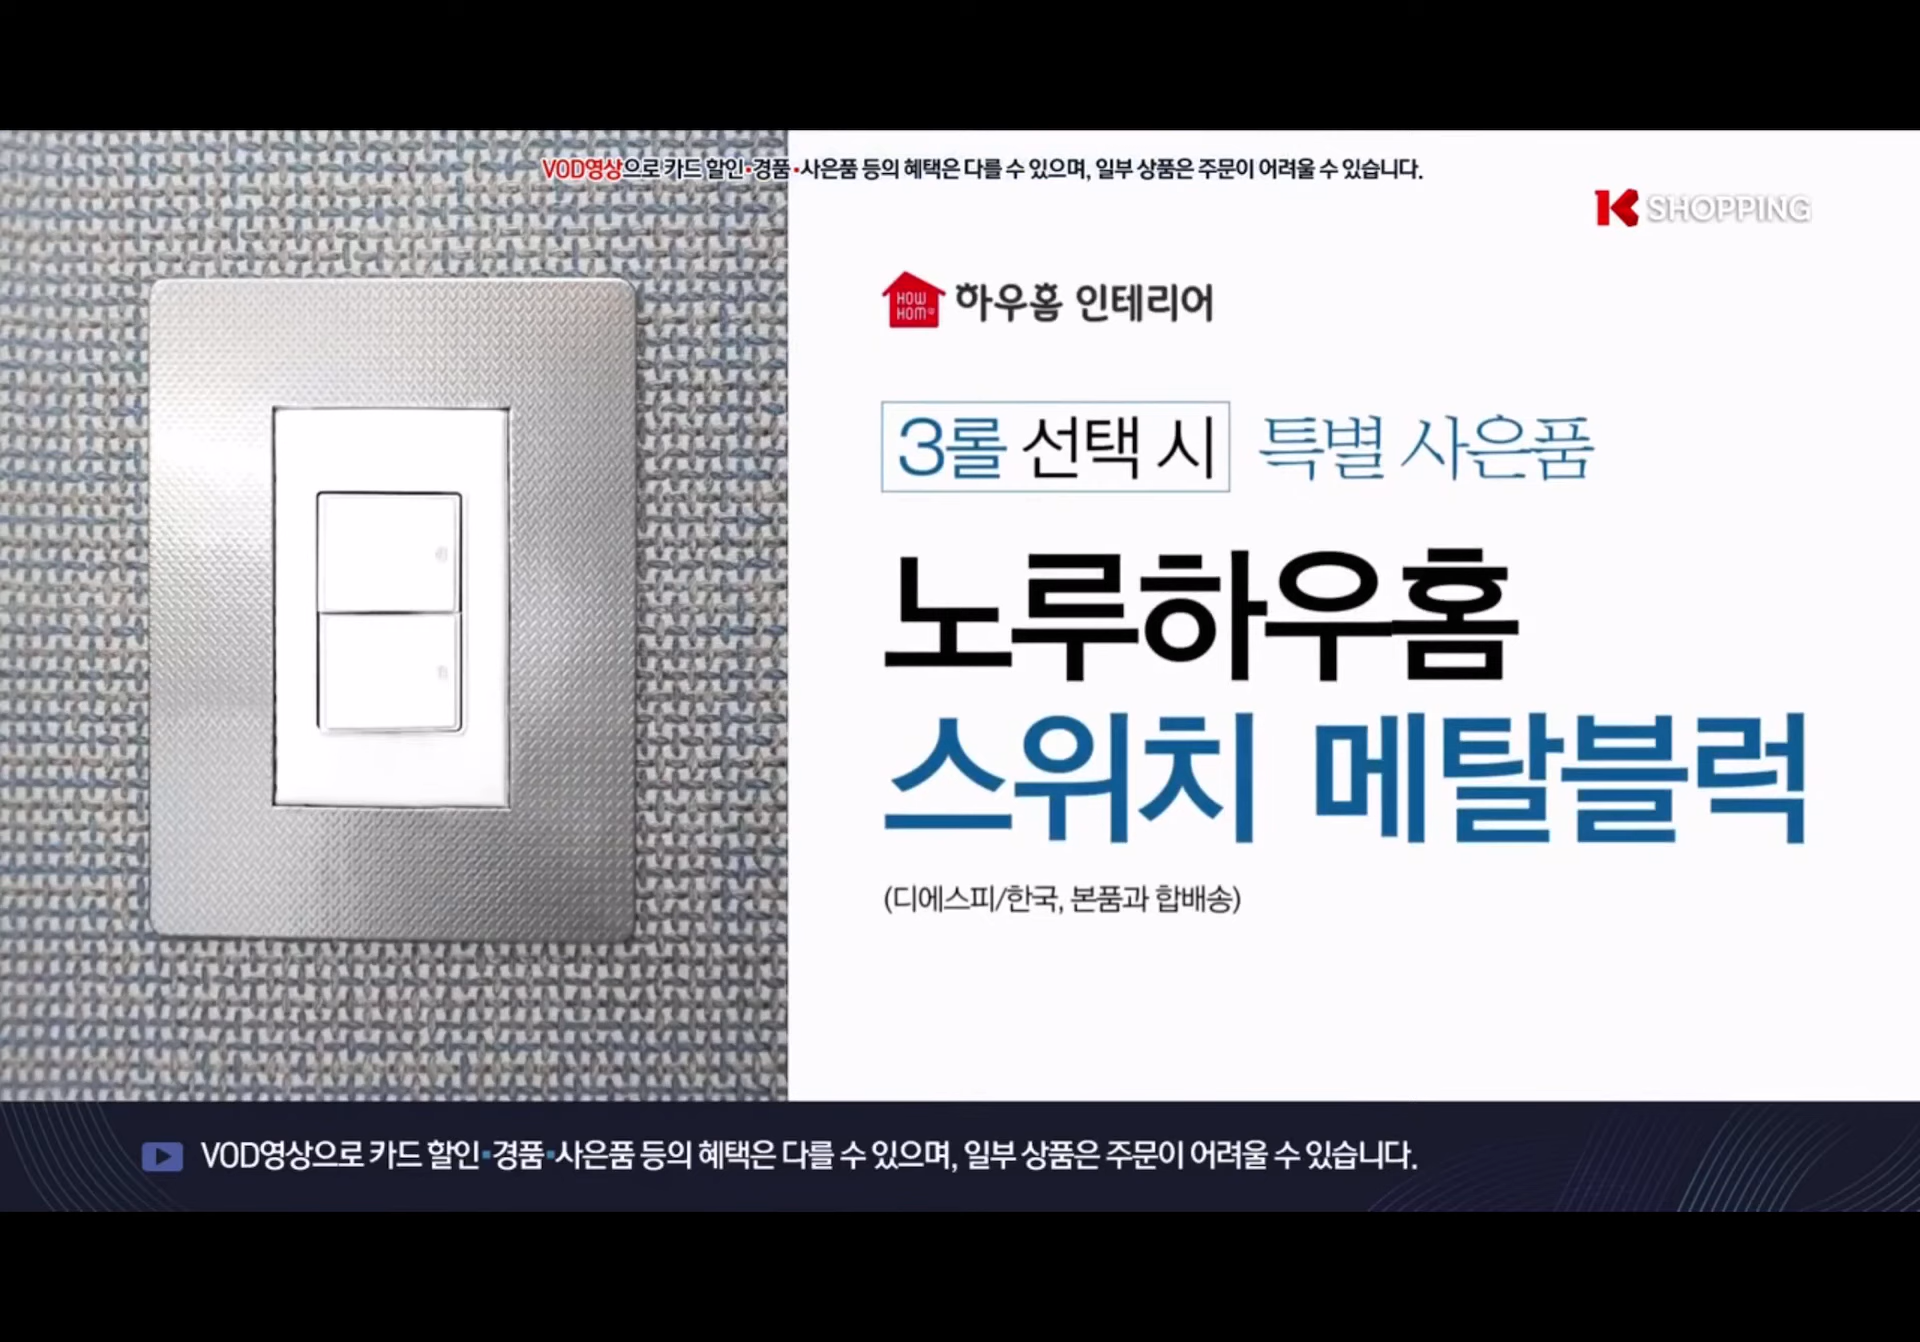 VOD영상으로 카드 할인•경품•사은품 등의 혜택은 다를 수 있으며, 일부 상품은 주문이 어려울 수 있습니다.
K SHOPPING
HOW
HOME
하우홈 인테리어
3롤 선택 시 특별 사은품
노루하우홈
스위치 메탈블럭
(디에스피/한국, 본품과 합배송)
VOD영상으로 카드 할인•경품•사은품 등의 혜택은 다를 수 있으며, 일부 상품은 주문이 어려울 수 있습니다.